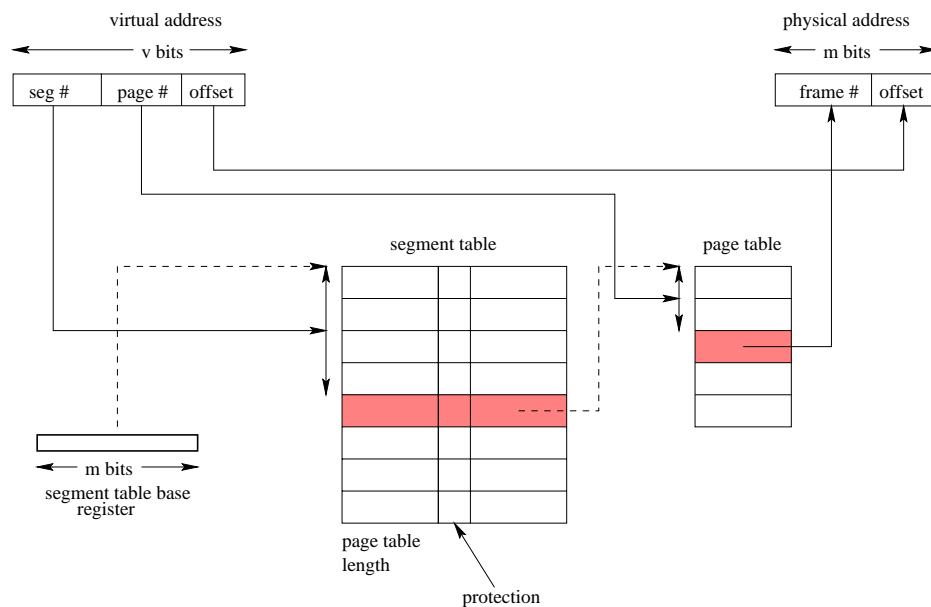 virtual address
physical address
v bits
m bits
seg #
page #
offset
frame #
offset
segment table
page table
m bits
segment table base
register
page table
length
protection